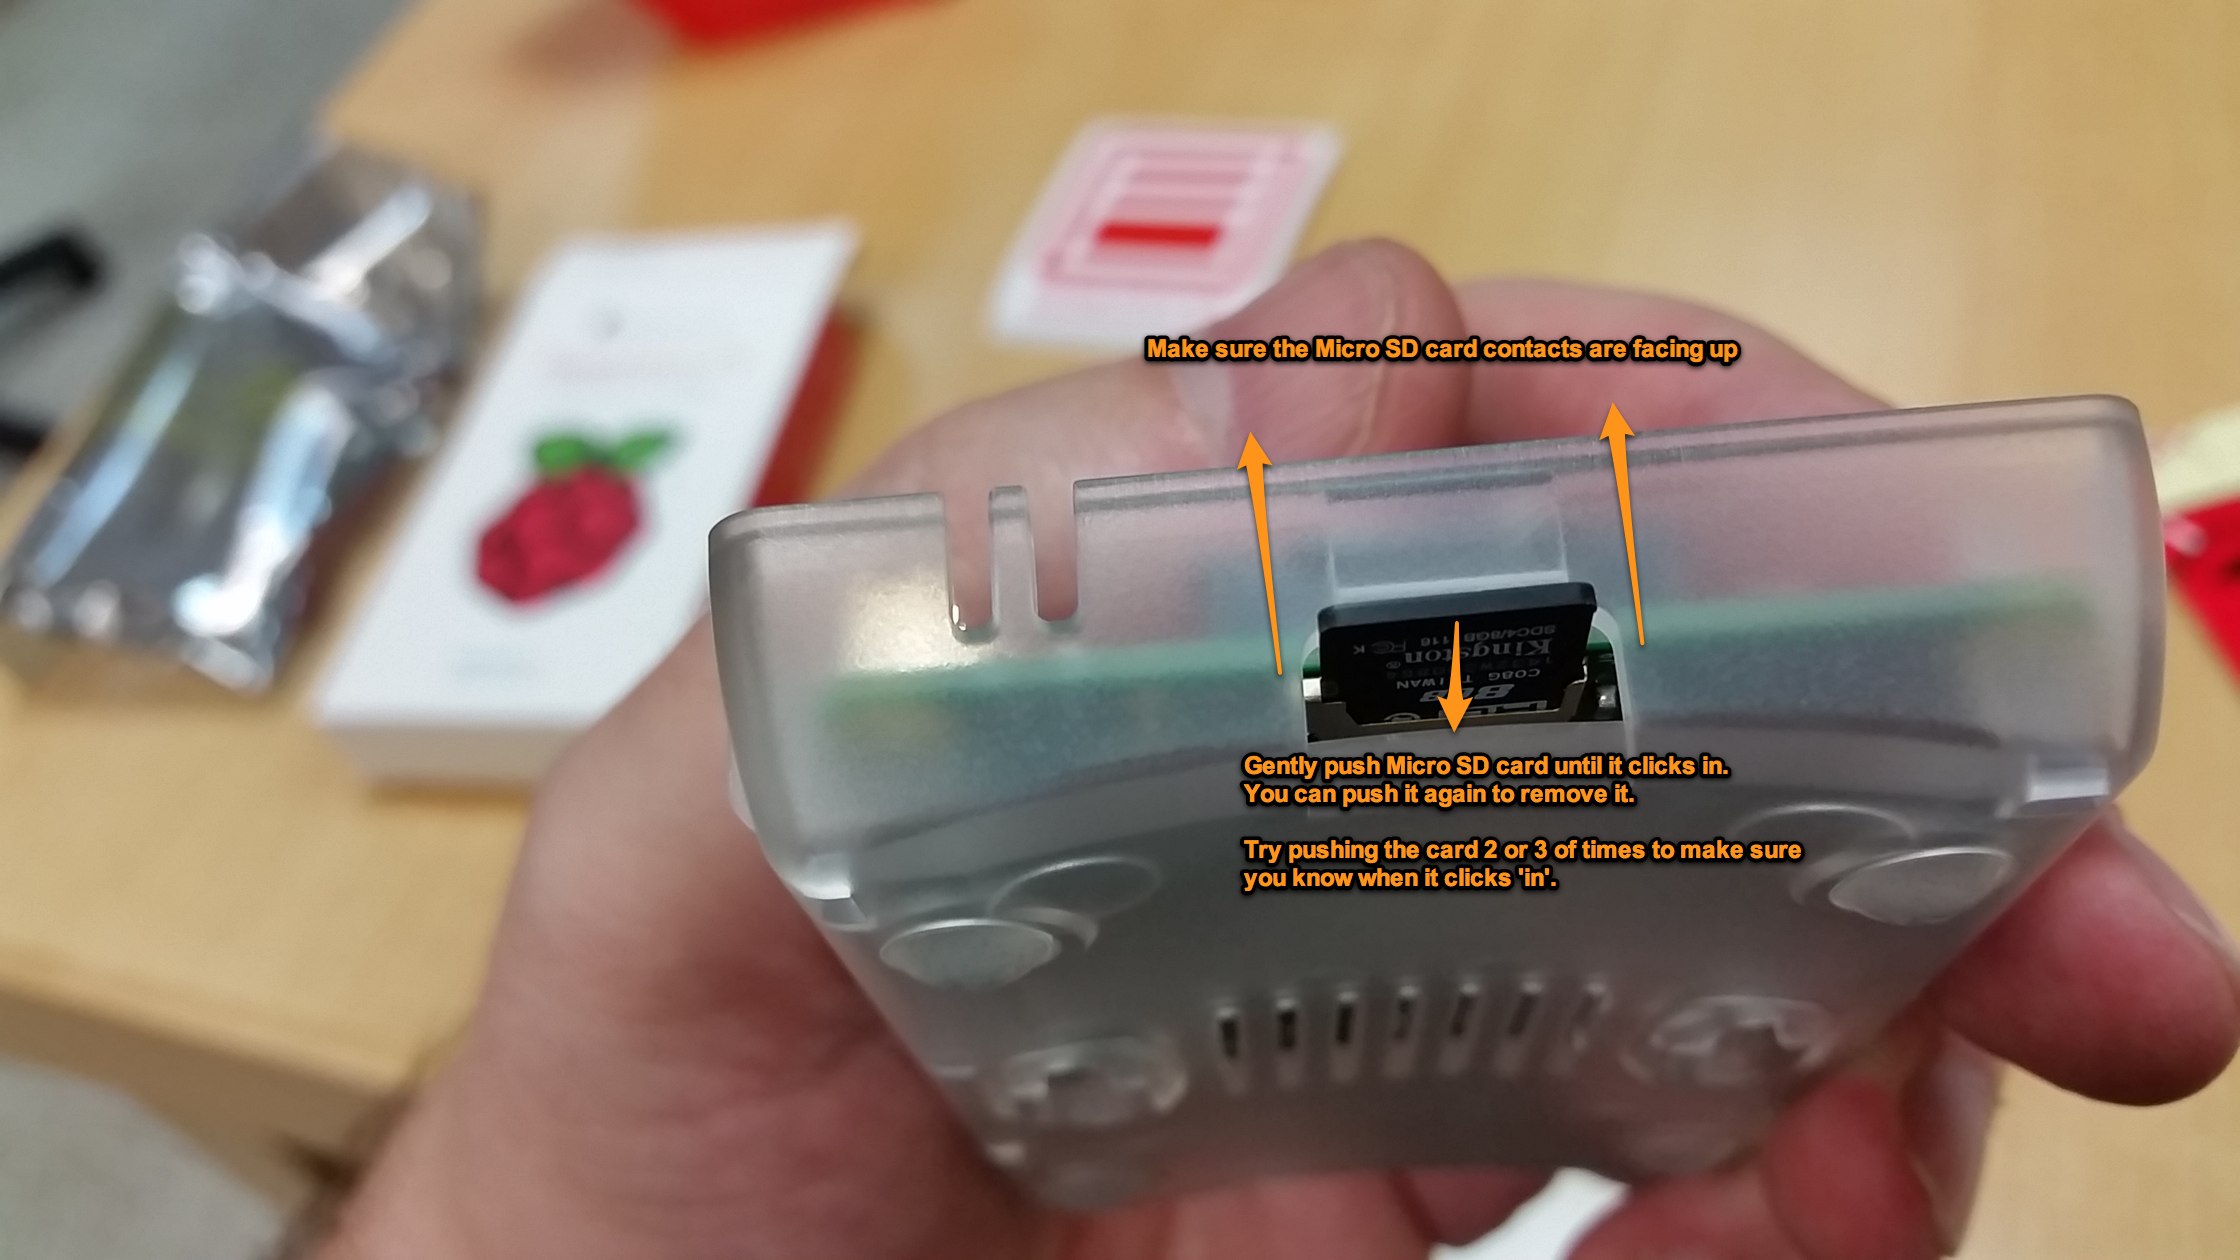 Make sure the Micro SD card contacts are facing up
SDC4/8GB 116
Kingston
C08G TAIWAN
8GB
Gently push Micro SD card until it clicks in.
You can push it again to remove it.
Try pushing the card 2 or 3 of times to make sure
you know when it clicks 'in'.